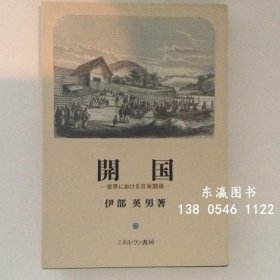 開国
―世界における日米関係―
伊部英男著
东瀛图书
138 0546 1122
ミネルヴァ書房